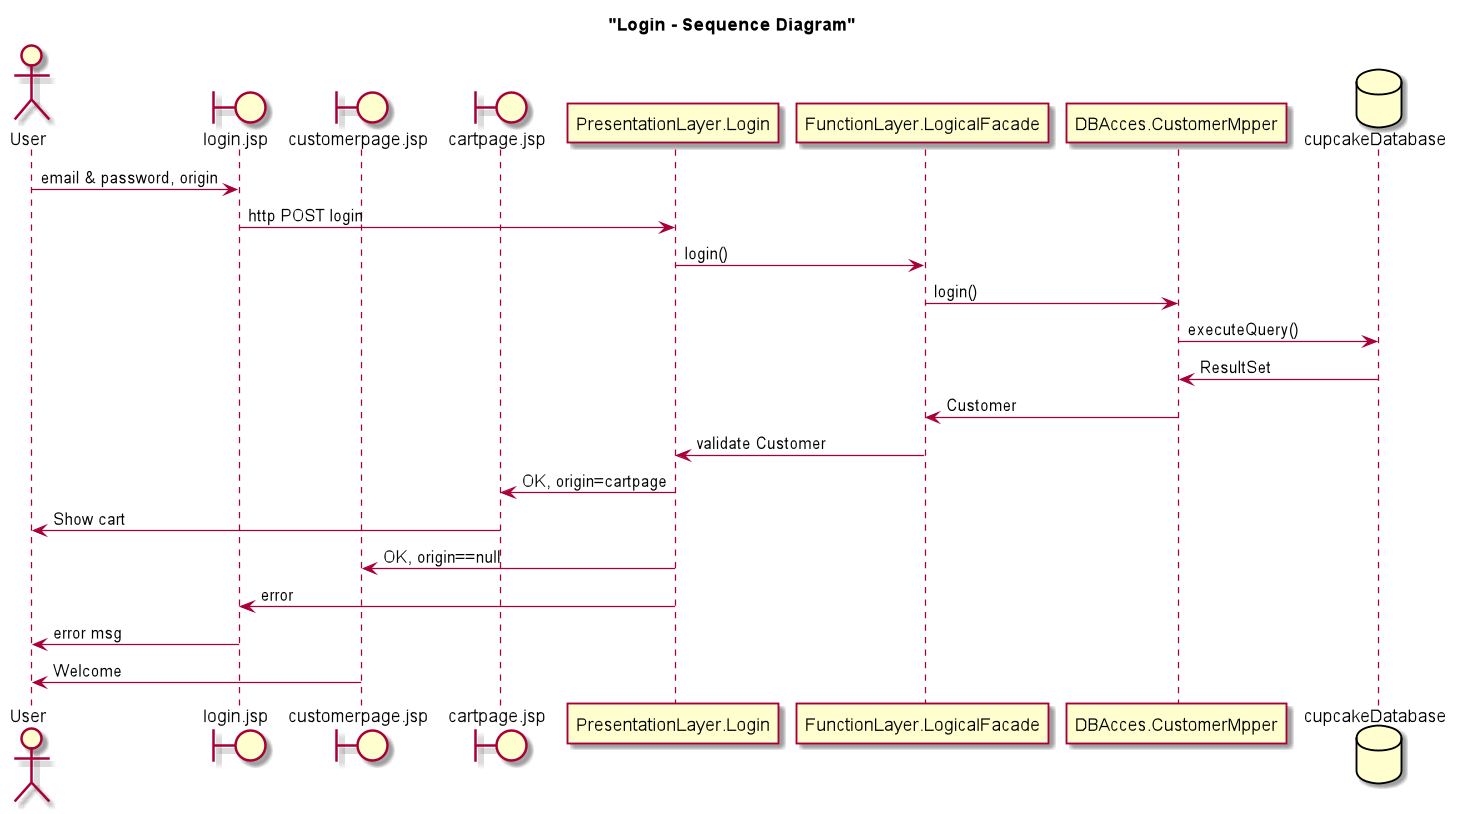 "Login - Sequence Diagram"
User
login.jsp
customerpage.jsp
cartpage.jsp
PresentationLayer.Login
FunctionLayer.LogicalFacade
DBAcces.CustomerMpper
cupcakeDatabase
email & password, origin
http POST login
login()
login()
executeQuery()
ResultSet
Customer
validate Customer
OK, origin=cartpage
Show cart
OK, origin==null
error
error msg
Welcome
User
login.jsp
customerpage.jsp
cartpage.jsp
PresentationLayer.Login
FunctionLayer.LogicalFacade
DBAcces.CustomerMpper
cupcakeDatabase